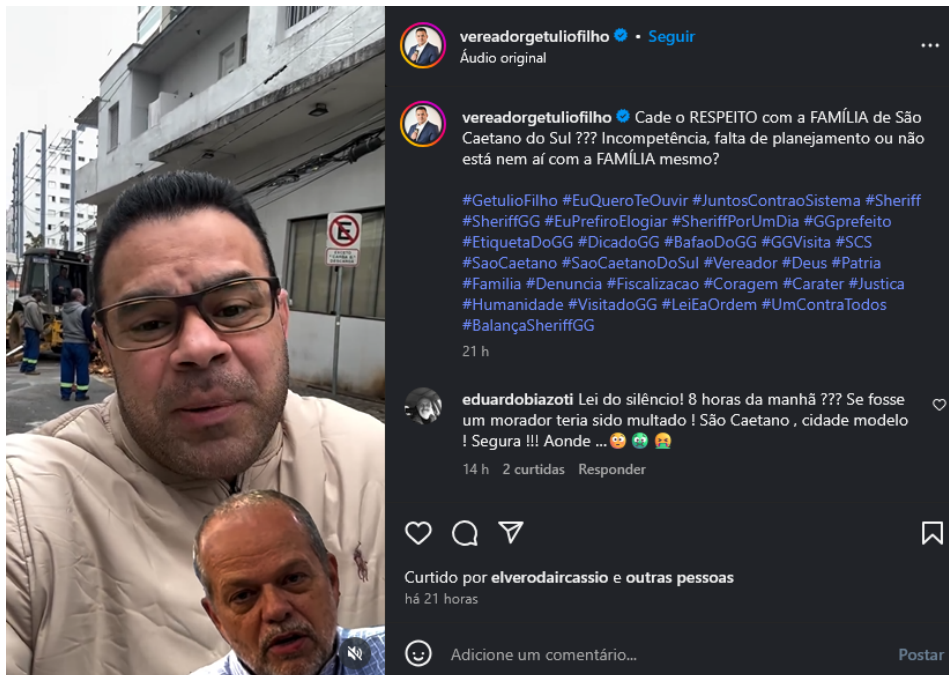 vereadorgetuliofilho • Seguir
Áudio original
vereadorgetuliofilho Cade o RESPEITO com a FAMÍLIA de São
Caetano do Sul ??? Incompetência, falta de planejamento ou não
está nem aí com a FAMÍLIA mesmo?
#GetulioFilho #EuQueroTeOuvir #JuntosContraoSistema #Sheriff
#SheriffGG #EuPrefiroElogiar #SheriffPorUmDia #GGprefeito
#EtiquetaDoGG #DicadoGG #BafaoDoGG #GGVisita #SCS
#SaoCaetano #SaoCaetanoDoSul #Vereador #Deus #Patria
#Familia #Denuncia #Fiscalizacao #Coragem #Carater #Justica
#Humanidade #VisitadoGG #LeiEaOrdem #UmContraTodos
#BalançaSheriffGG
21 h
eduardobiazoti Lei do silêncio! 8 horas da manhã ??? Se fosse
um morador teria sido multado ! São Caetano , cidade modelo
! Segura !!! Aonde ...😳🤢🤮
14 h 2 curtidas Responder
Curtido por elverodaircassio e outras pessoas
há 21 horas
Adicione um comentário...
Postar
E